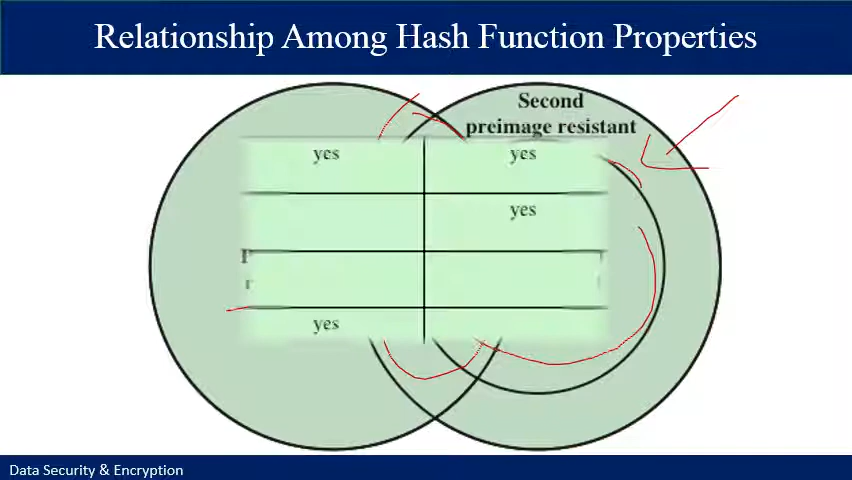 Relationship Among Hash Function Properties
Second
preimage resistant
yes yes
yes
yes
Data Security & Encryption